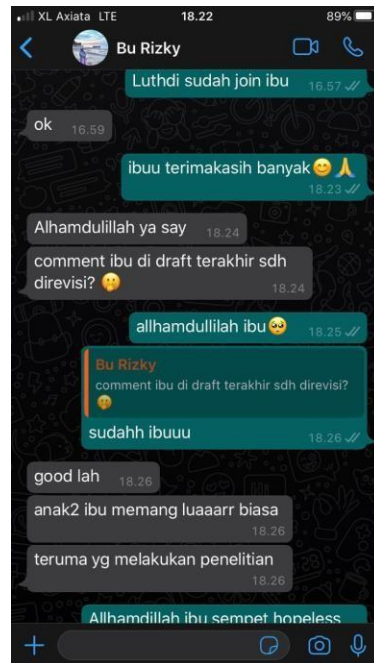 XL Axiata LTE 18.22 89%
Bu Rizky
Luthdi sudah join ibu 16.57
ok 16.59
ibuu terimakasih banyak😊🙏
18.23
Alhamdulillah ya say 18.24
comment ibu di draft terakhir sdh
direvisi? 🤭
18.24
allhamdullilah ibu🥺 18.25
Bu Rizky
comment ibu di draft terakhir sdh direvisi?
🤭
sudahh ibuuu 18.26
good lah 18.26
anak2 ibu memang luaaarr biasa
18.26
teruma yg melakukan penelitian
18.26
Allhamdillah ibu sempet hopeless